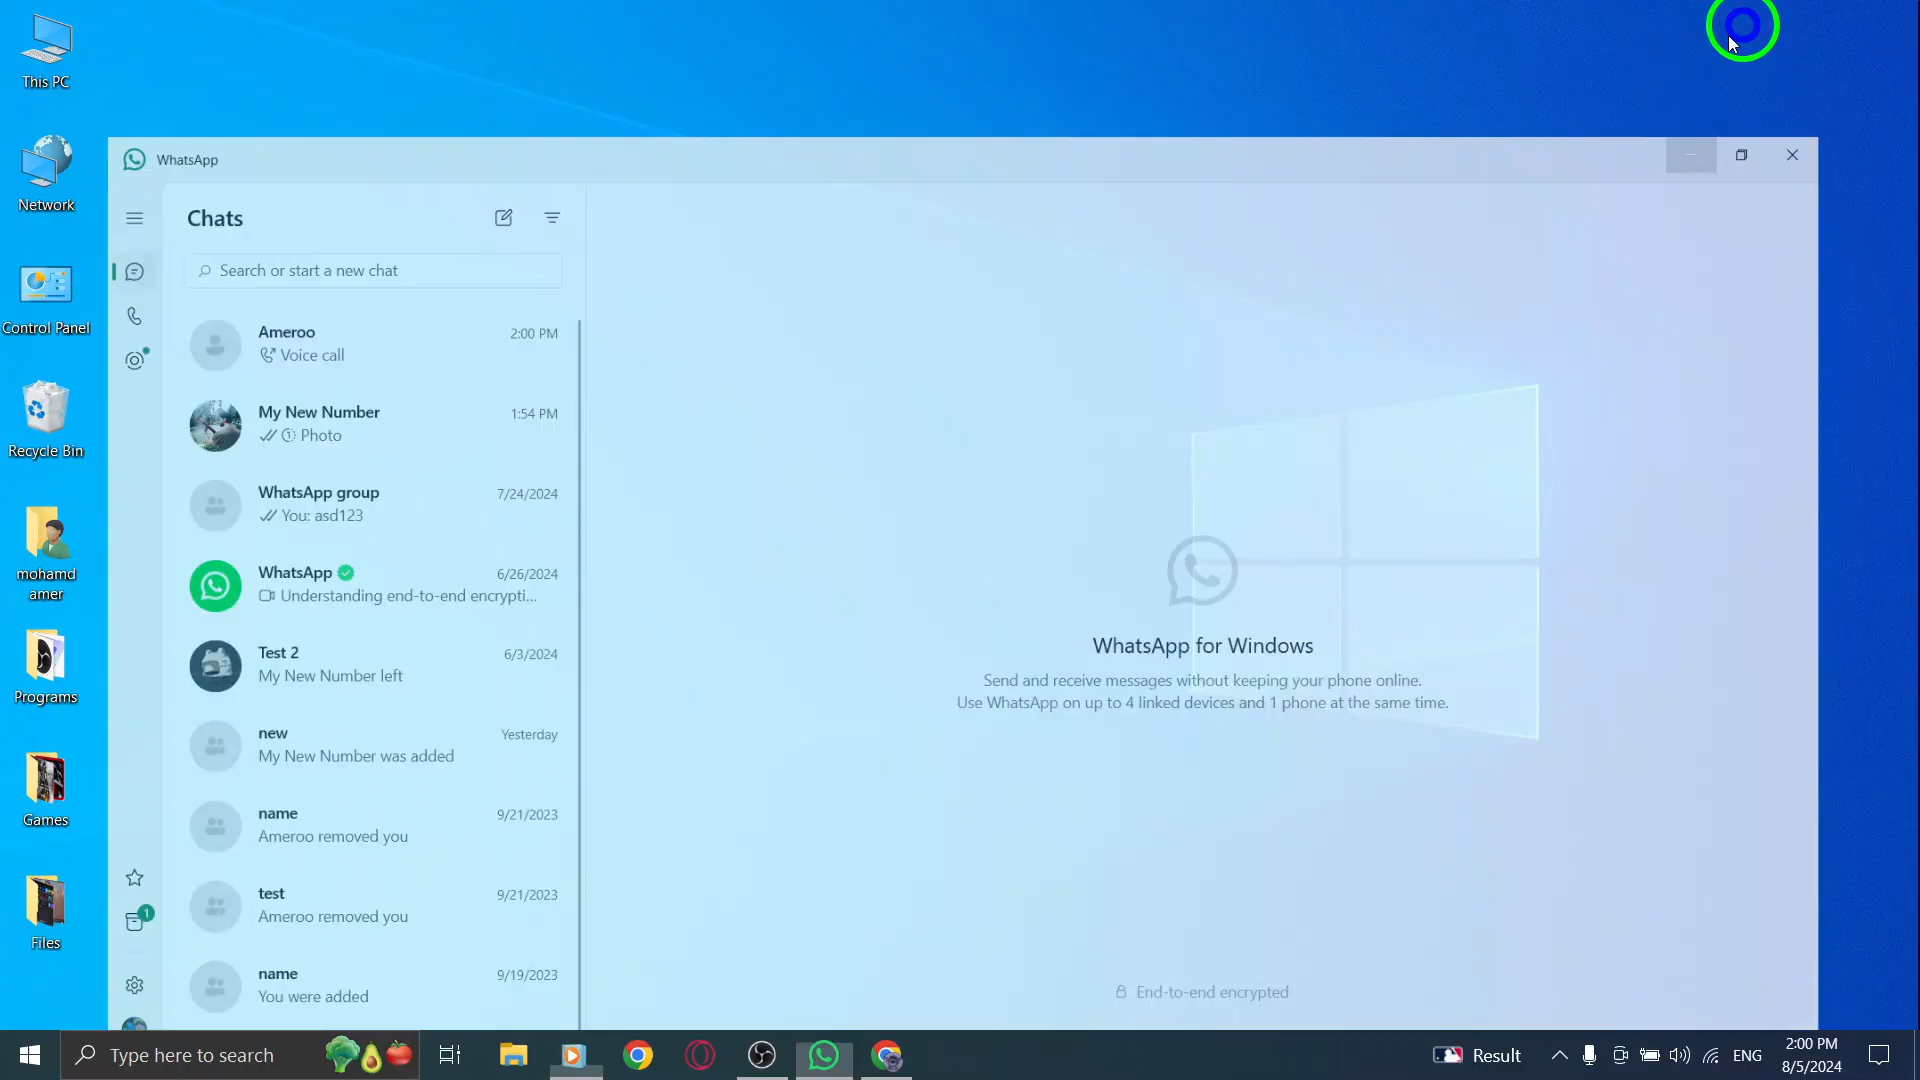 This PC
Network
Control Panel
Recycle Bin
mohamd
amer
Programs
Games
Files
WhatsApp
Chats
Search or start a new chat
Ameroo
2:00 PM
Voice call
My New Number
1:54 PM
1 Photo
WhatsApp group
7/24/2024
You: asd123
WhatsApp
6/26/2024
Understanding end-to-end encrypti...
Test 2
6/3/2024
My New Number left
new
Yesterday
My New Number was added
name
9/21/2023
Ameroo removed you
test
9/21/2023
Ameroo removed you
name
9/19/2023
You were added
1
WhatsApp for Windows
Send and receive messages without keeping your phone online.
Use WhatsApp on up to 4 linked devices and 1 phone at the same time.
End-to-end encrypted
Type here to search
Result
ENG
2:00 PM
8/5/2024